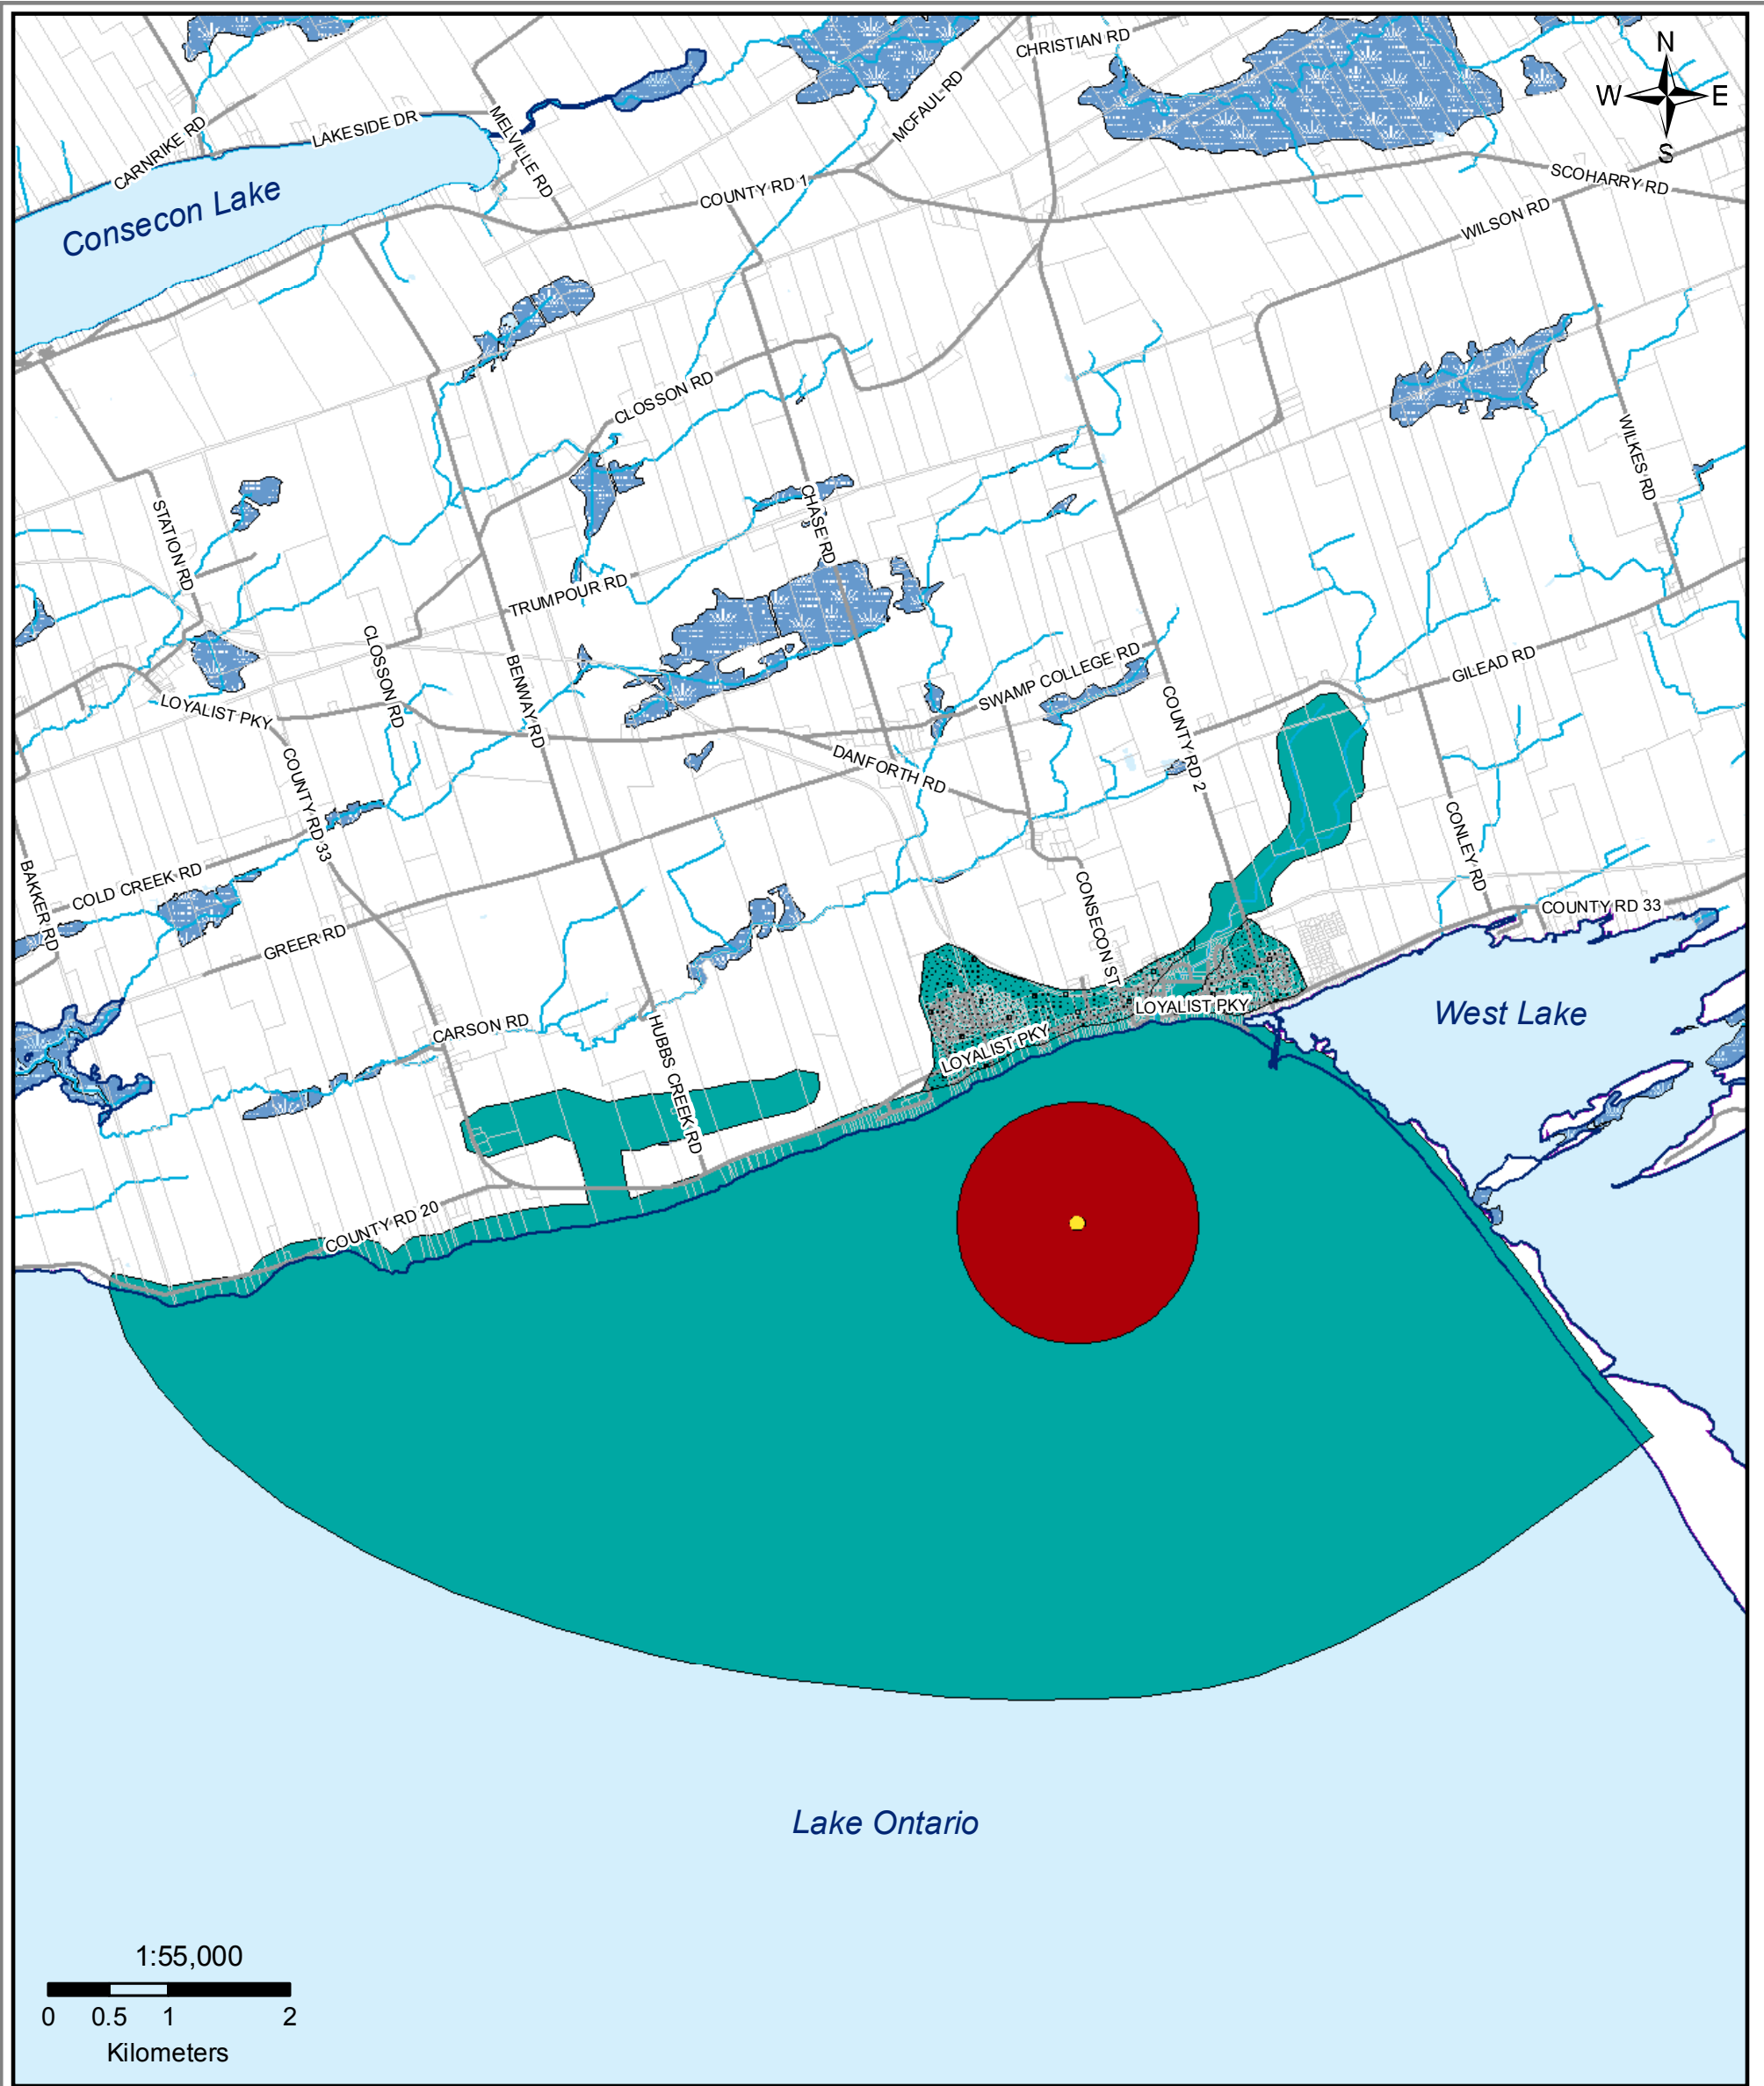 CHRISTIAN RD
N
W E
S
CARNRIKE RD
LAKESIDE DR
MELVILLE RD
MCFAUL RD
COUNTY RD 1
SCOHARRY RD
WILSON RD
Consecon Lake
CLOSSON RD
WILKES RD
STATION RD
CHASE RD
TRUMPOUR RD
CLOSSON RD
BENWAY RD
SWAMP COLLEGE RD
GILEAD RD
LOYALIST PKY
COUNTY RD 2
DANFORTH RD
COUNTY RD 33
CONLEY RD
BAKKER RD
COLD CREEK RD
CONSECON ST
COUNTY RD 33
GREER RD
LOYALIST PKY
West Lake
CARSON RD
HUBBS CREEK RD
LOYALIST PKY
COUNTY RD 20
Lake Ontario
1:55,000
0 0.5 1 2
Kilometers